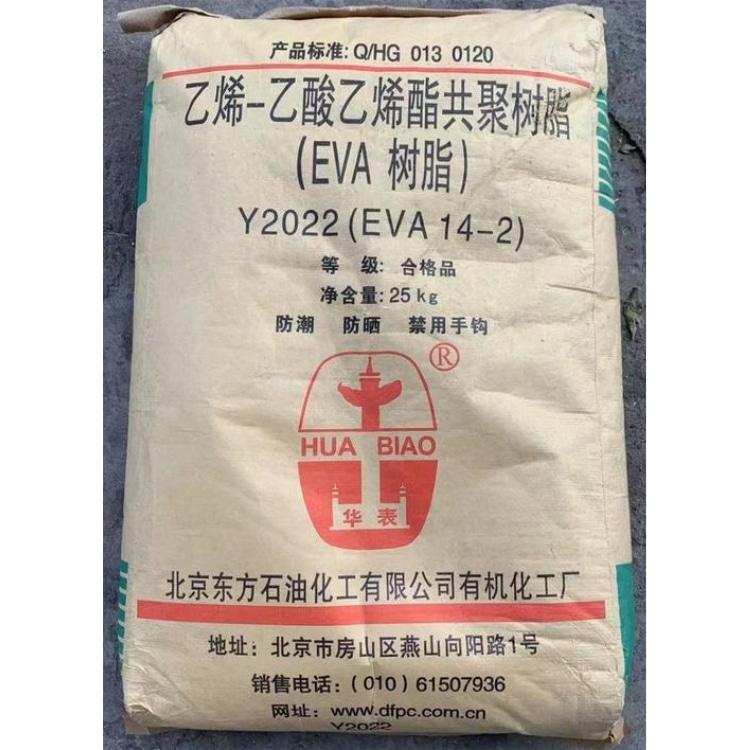 产品标准:Q/HG 013 0120
乙烯-乙酸乙烯酯共聚树脂
(EVA 树脂)
Y2022(EVA 14-2)
等 级: 合格品
净含量:25kg
防潮 防晒 禁用手钩
®
HUA BIAO
华表
北京东方石油化工有限公司有机化工厂
地址: 北京市房山区燕山向阳路1号
销售电话:(010)61507936
网址: www.dfpc.com.cn
Y2022